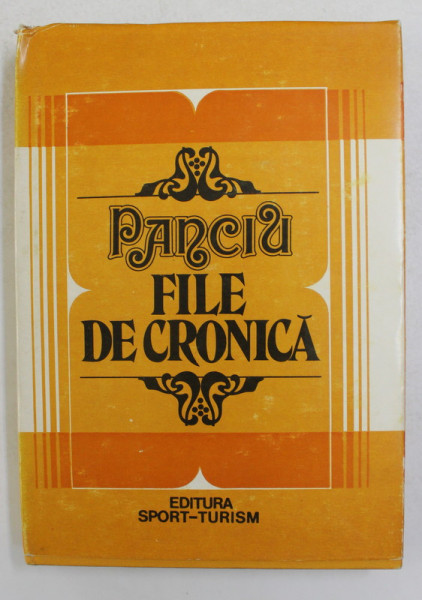 Panciu
FILE
DE CRONICĂ
EDITURA
SPORT-TURISM